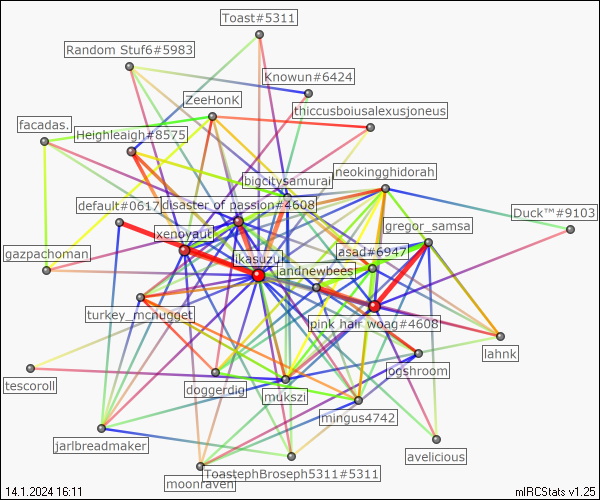 Toast#5311
Random Stuf6#5983
Knowun#6424
ZeeHonK
thiccusboiusalexusjoneus
facadas.
Heighleaigh#8575
neokingghidorah
bigcitysamurai
default#0617
disaster of passion#4608
Duck™#9103
gregor_samsa
xenoyaut
gazpachoman
ikasuzuk
asad#6947
landnewbees
turkey_mcnugget
pink hair woag#4608
lahnk
ogshroom
tescoroll
doggerdig
mukszi
mingus4742
jarlbreadmaker
avelicious
ToastephBroseph5311#5311
moonraven
14.1.2024 16:11
mIRCStats v1.25